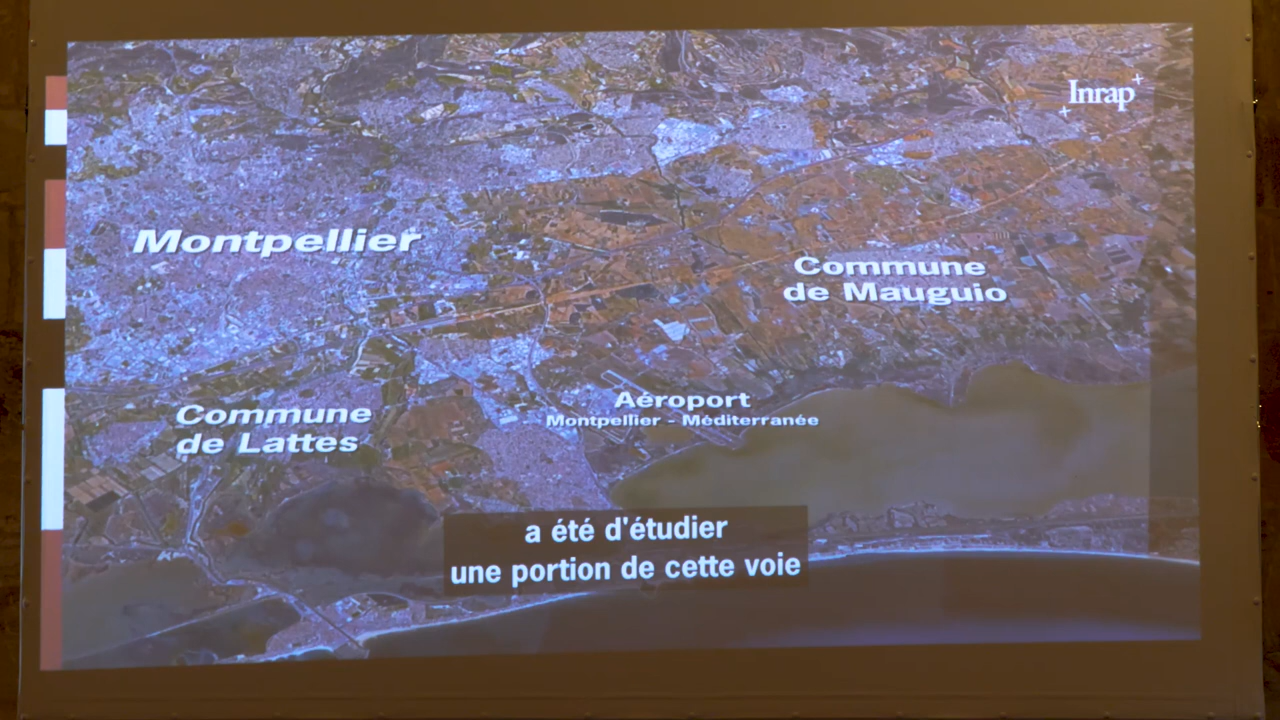 Inrap
Montpellier
Commune
de Mauguio
Aéroport
Montpellier - Méditerranée
Commune
de Lattes
a été d'étudier
une portion de cette voie